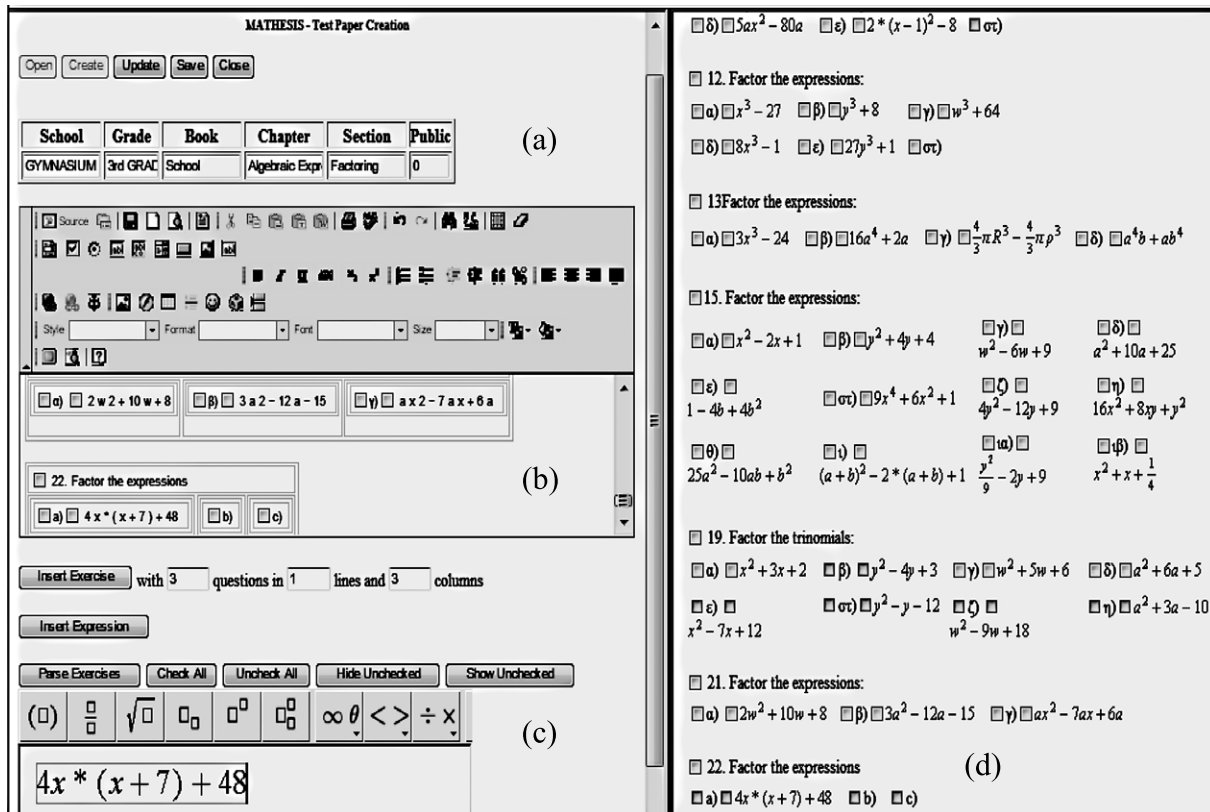 MATHESIS - Test Paper Creation
Open Create Update Save Close
School Grade Book Chapter Section Public
GYMNASIUM 3rd GRAD School Algebraic Expr Factoring 0
(a)
Source
Style Format Font Size
α) 2 w 2 + 10 w + 8 β) 3 a 2 – 12 a – 15 γ) a x 2 – 7 a x + 6 a
22. Factor the expressions
(b)
a) 4 x * ( x + 7 ) + 48 b) c)
Insert Exercise with 3 questions in 1 lines and 3 columns
Insert Expression
Parse Exercises Check All Uncheck All Hide Unchecked Show Unchecked
(□) √□ ∞ θ < > ÷ x
(c)
4x * (x + 7) + 48
δ) 5ax² − 80a ε) 2 * (x − 1)² − 8 στ)
12. Factor the expressions:
α) x³ − 27 β) y³ + 8 γ) w³ + 64
δ) 8x³ − 1 ε) 27y³ + 1 στ)
13Factor the expressions:
α) 3x³ − 24 β) 16a⁴ + 2a γ) 4/3 πR³ − 4/3 πρ³ δ) a⁴b + ab⁴
15. Factor the expressions:
α) x² − 2x + 1 β) y² + 4y + 4 γ) w² − 6w + 9 δ) a² + 10a + 25
ε) 1 − 4b + 4b² στ) 9x⁴ + 6x² + 1 ζ) 4y² − 12y + 9 η) 16x² + 8xy + y²
θ) 25a² − 10ab + b² ι) (a + b)² − 2 * (a + b) + 1 ια) y²/9 − 2y + 9 ιβ) x² + x + 1/4
19. Factor the trinomials:
α) x² + 3x + 2 β) y² − 4y + 3 γ) w² + 5w + 6 δ) a² + 6a + 5
ε) x² − 7x + 12 στ) y² − y − 12 ζ) w² − 9w + 18 η) a² + 3a − 10
21. Factor the expressions:
α) 2w² + 10w + 8 β) 3a² − 12a − 15 γ) ax² − 7ax + 6a
22. Factor the expressions
(d)
a) 4x * (x + 7) + 48 b) c)